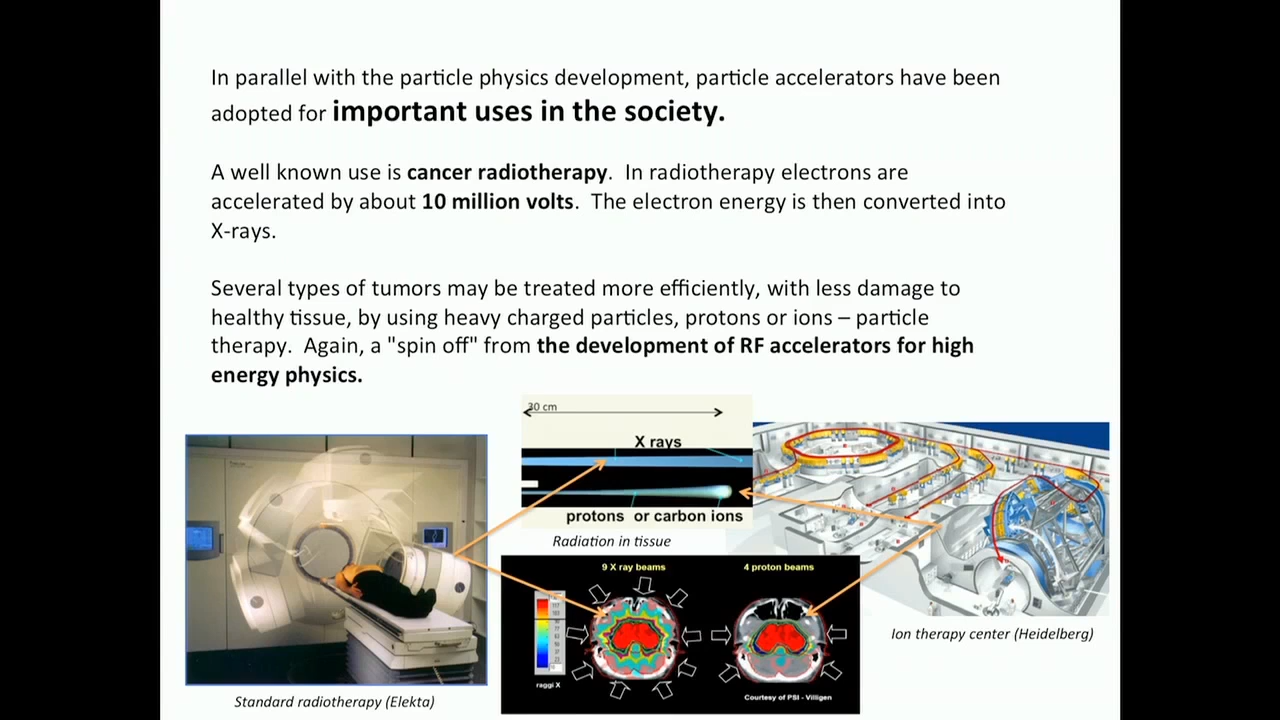 In parallel with the particle physics development, particle accelerators have been
adopted for important uses in the society.
A well known use is cancer radiotherapy. In radiotherapy electrons are
accelerated by about 10 million volts. The electron energy is then converted into
X-rays.
Several types of tumors may be treated more efficiently, with less damage to
healthy tissue, by using heavy charged particles, protons or ions – particle
therapy. Again, a "spin off" from the development of RF accelerators for high
energy physics.
30 cm
X rays
protons or carbon ions
Radiation in tissue
9 X ray beams
4 proton beams
raggi X
Courtesy of PSI - Villigen
Ion therapy center (Heidelberg)
Standard radiotherapy (Elekta)